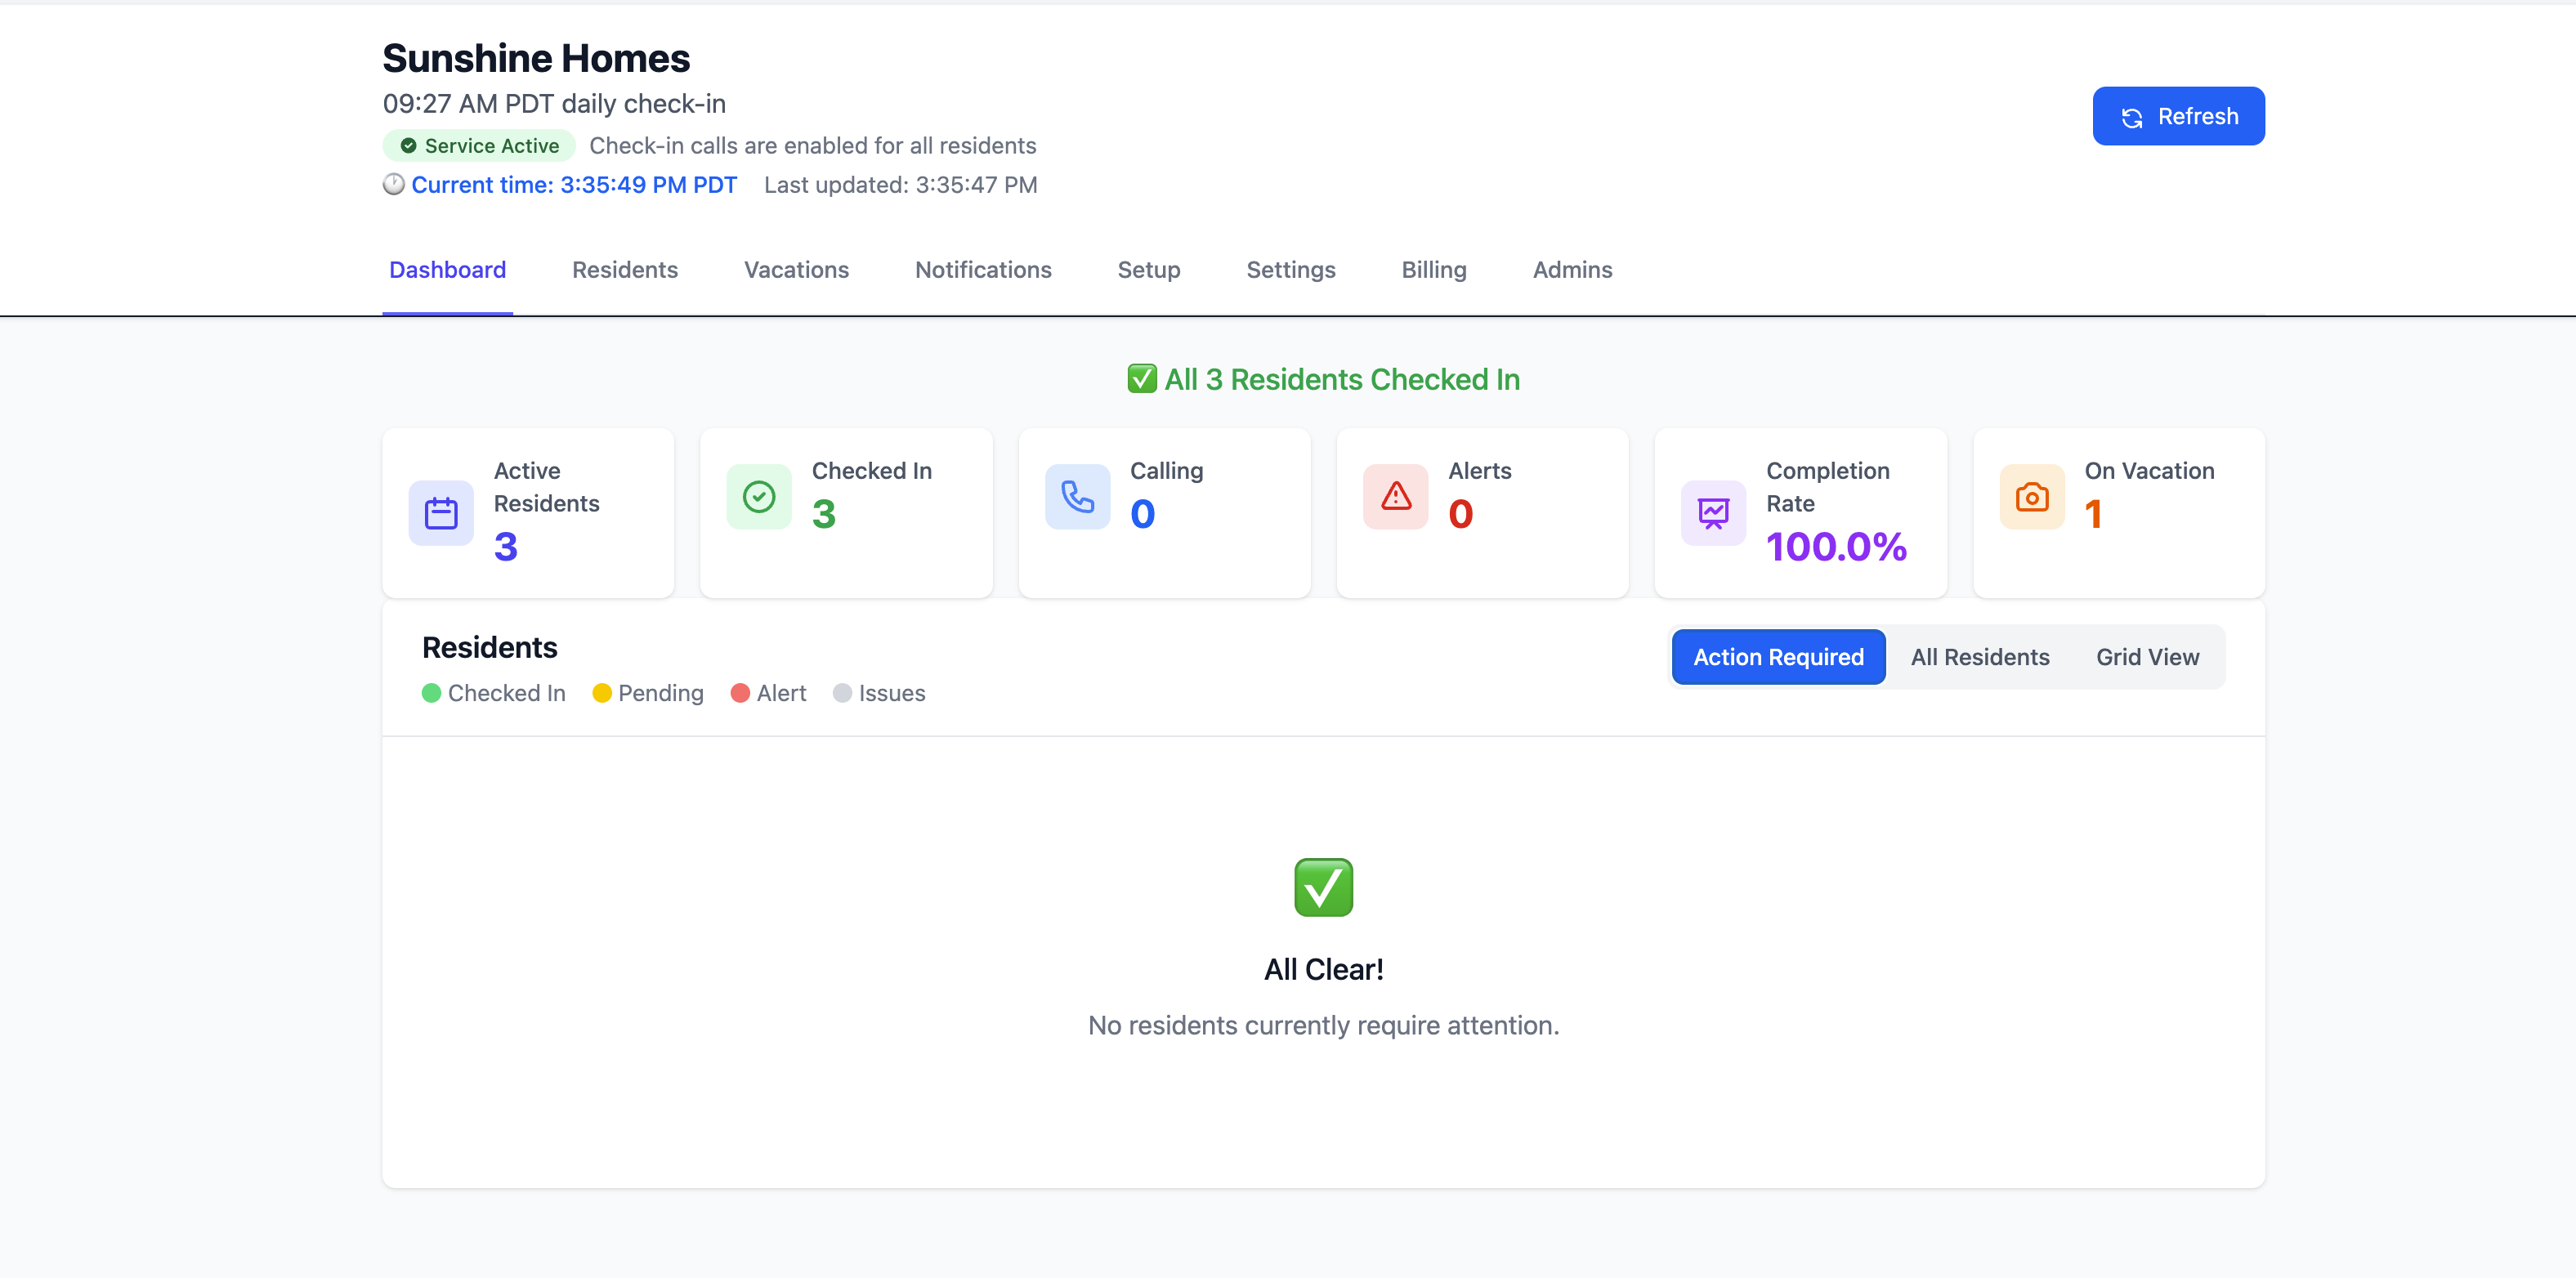 Sunshine Homes
09:27 AM PDT daily check-in
Service Active Check-in calls are enabled for all residents
Current time: 3:35:49 PM PDT Last updated: 3:35:47 PM
Refresh
Dashboard Residents Vacations Notifications Setup Settings Billing Admins
✅ All 3 Residents Checked In
Active
Residents
3
Checked In
3
Calling
0
Alerts
0
Completion
Rate
100.0%
On Vacation
1
Residents
Checked In Pending Alert Issues
Action Required All Residents Grid View
All Clear!
No residents currently require attention.